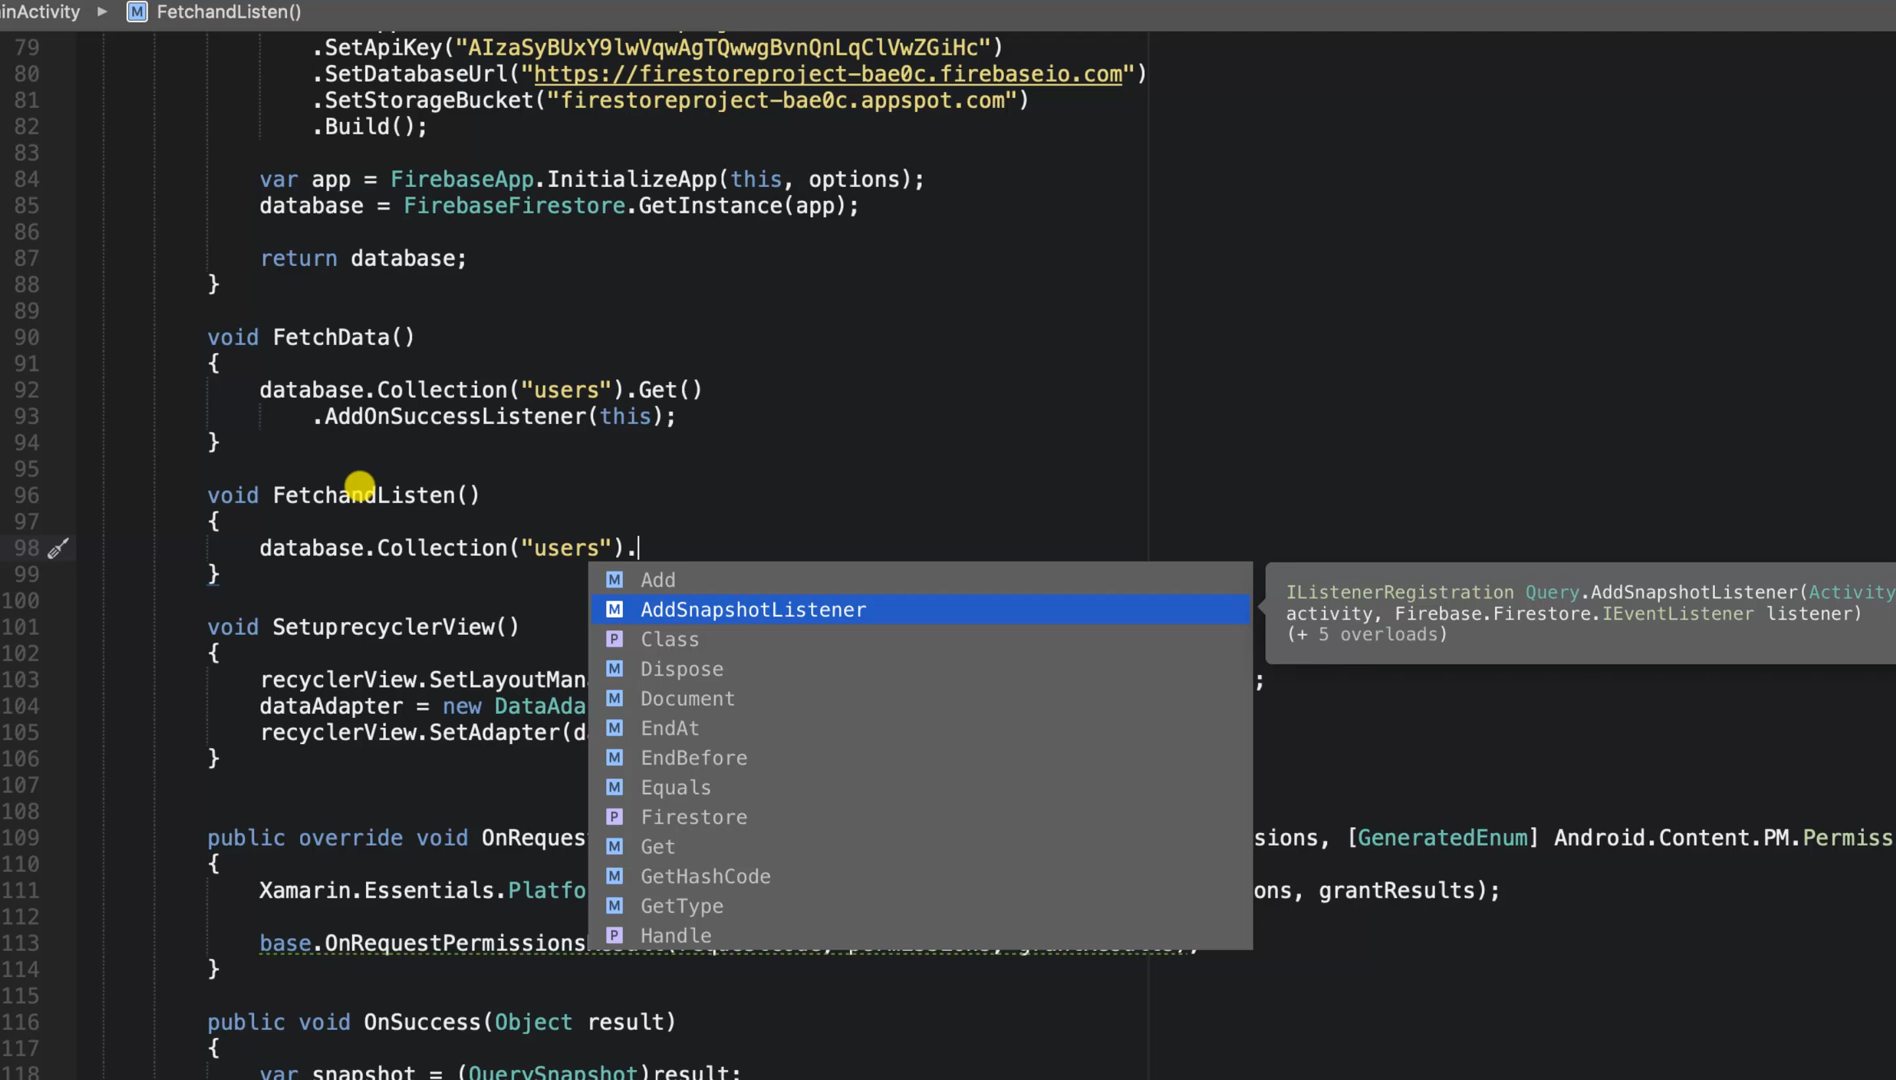 inActivity ▸ M FetchandListen()
79 .SetApiKey("AIzaSyBUxY9lwVqwAgTQwwgBvnQnLqClVwZGiHc")
80 .SetDatabaseUrl("https://firestoreproject-bae0c.firebaseio.com")
81 .SetStorageBucket("firestoreproject-bae0c.appspot.com")
82 .Build();
83
84 var app = FirebaseApp.InitializeApp(this, options);
85 database = FirebaseFirestore.GetInstance(app);
86
87 return database;
88 }
89
90 void FetchData()
91 {
92 database.Collection("users").Get()
93 .AddOnSuccessListener(this);
94 }
95
96 void FetchandListen()
97 {
98 database.Collection("users").
99 }
100
101 void SetuprecyclerView()
102 {
103 recyclerView.SetLayoutMan ;
104 dataAdapter = new DataAda
105 recyclerView.SetAdapter(d
106 }
107
108
109 public override void OnReques sions, [GeneratedEnum] Android.Content.PM.Permiss
110 {
111 Xamarin.Essentials.Platfo ons, grantResults);
112
113 base.OnRequestPermissions
114 }
115
116 public void OnSuccess(Object result)
117 {
118 var snapshot = (QuerySnapshot)result;
M Add
M AddSnapshotListener
P Class
M Dispose
M Document
M EndAt
M EndBefore
M Equals
P Firestore
M Get
M GetHashCode
M GetType
P Handle
IListenerRegistration Query.AddSnapshotListener(Activity
activity, Firebase.Firestore.IEventListener listener)
(+ 5 overloads)